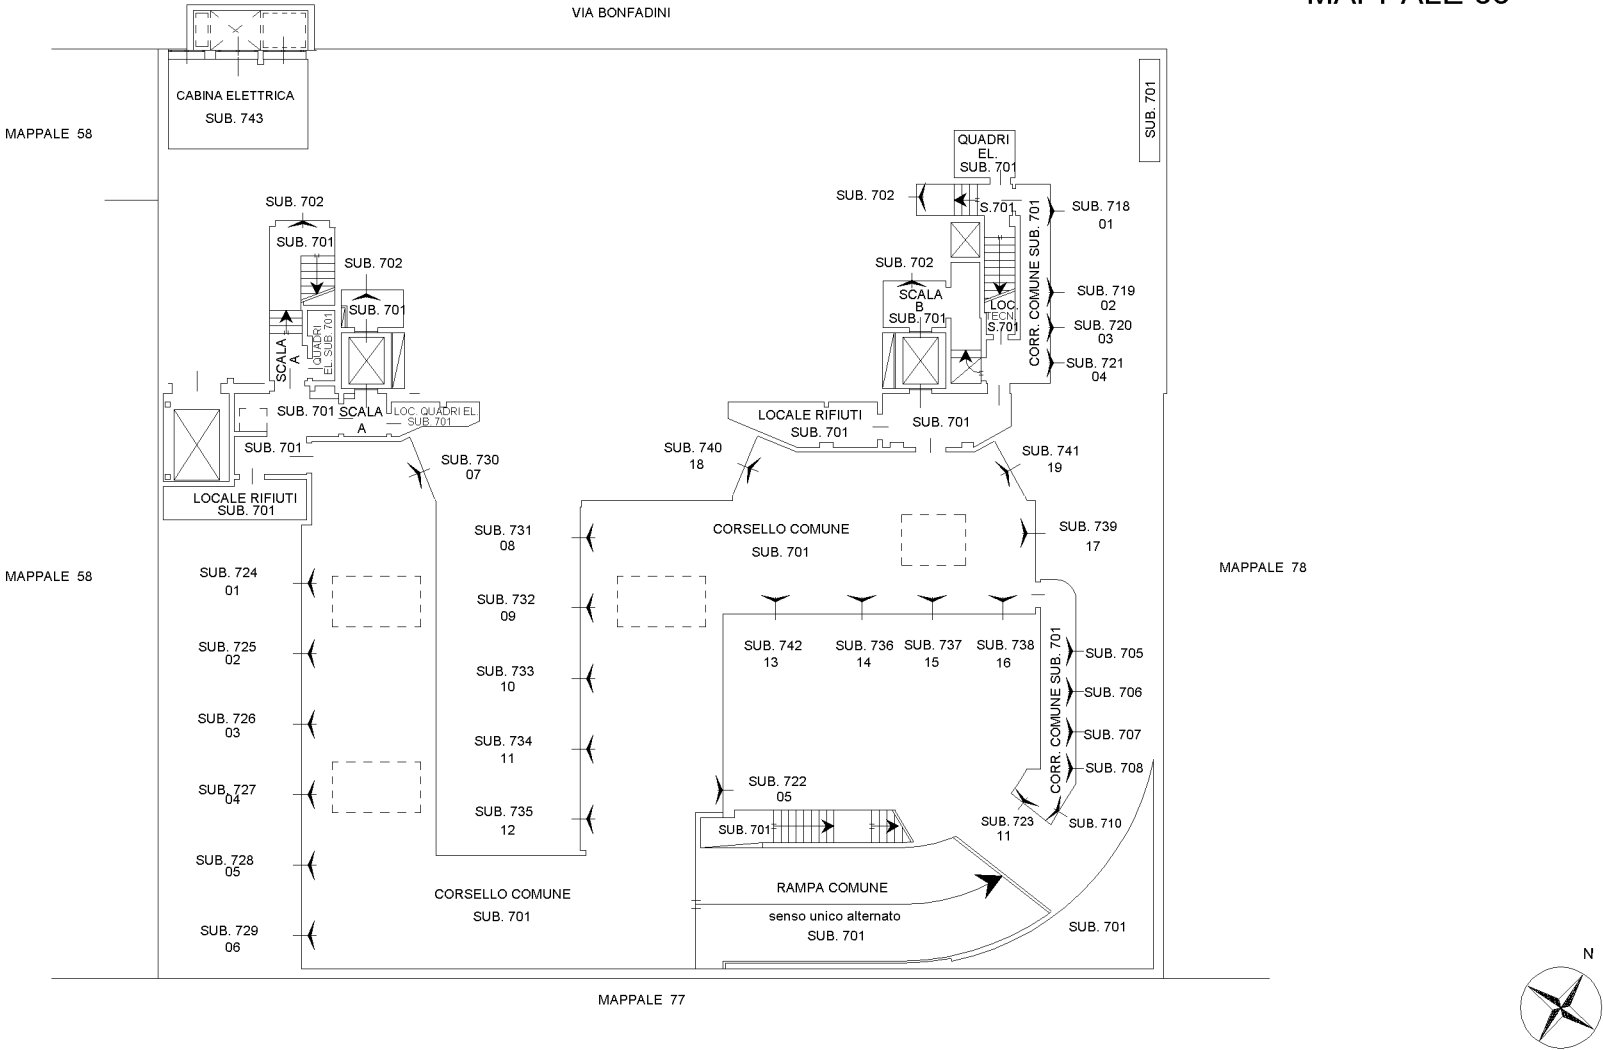 VIA BONFADINI
CABINA ELETTRICA
SUB. 743
MAPPALE 58
SUB. 701
QUADRI
EL.
SUB. 701
SUB. 702
S.701
CORR. COMUNE SUB. 701
SUB. 718
01
SUB. 702
SUB. 701
SUB. 702
SUB. 701
SUB. 702
SCALA
B
SUB. 701
LOC.
TECN.
S.701
SUB. 719
02
SUB. 720
03
SUB. 721
04
SCALA
A
QUADRI
EL. SUB. 701
SUB. 701
SCALA
A
LOC. QUADRI EL.
SUB. 701
LOCALE RIFIUTI
SUB. 701
SUB. 701
SUB. 701
SUB. 730
07
SUB. 740
18
SUB. 741
19
LOCALE RIFIUTI
SUB. 701
SUB. 731
08
CORSELLO COMUNE
SUB. 701
SUB. 739
17
MAPPALE 58
MAPPALE 78
SUB. 724
01
SUB. 732
09
SUB. 725
02
SUB. 733
10
SUB. 742
13
SUB. 736
14
SUB. 737
15
SUB. 738
16
CORR. COMUNE SUB. 701
SUB. 705
SUB. 706
SUB. 707
SUB. 708
SUB. 726
03
SUB. 734
11
SUB. 727
04
SUB. 735
12
SUB. 722
05
SUB. 701
SUB. 723
11
SUB. 710
SUB. 728
05
CORSELLO COMUNE
SUB. 701
RAMPA COMUNE
senso unico alternato
SUB. 701
SUB. 701
SUB. 729
06
MAPPALE 77
N